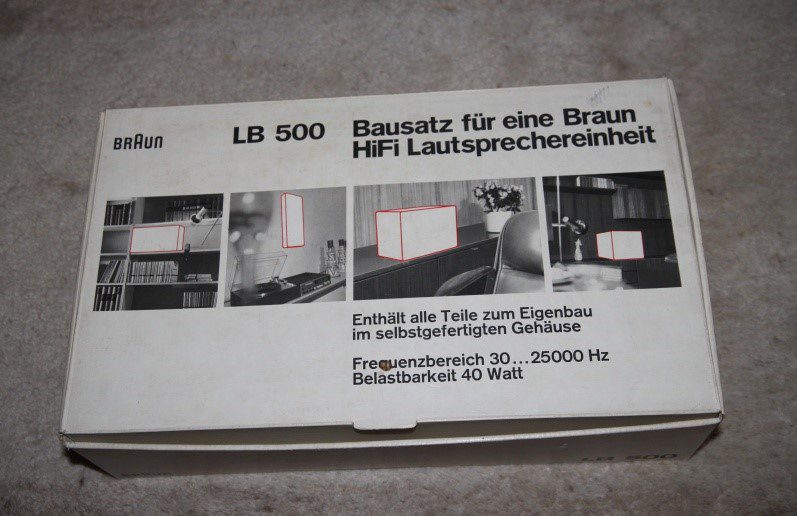 BRAUN
LB 500
Bausatz für eine Braun
HiFi Lautsprechereinheit
Enthält alle Teile zum Eigenbau
im selbstgefertigten Gehäuse
Frequenzbereich 30...25000 Hz
Belastbarkeit 40 Watt
BRAUN
LB 500